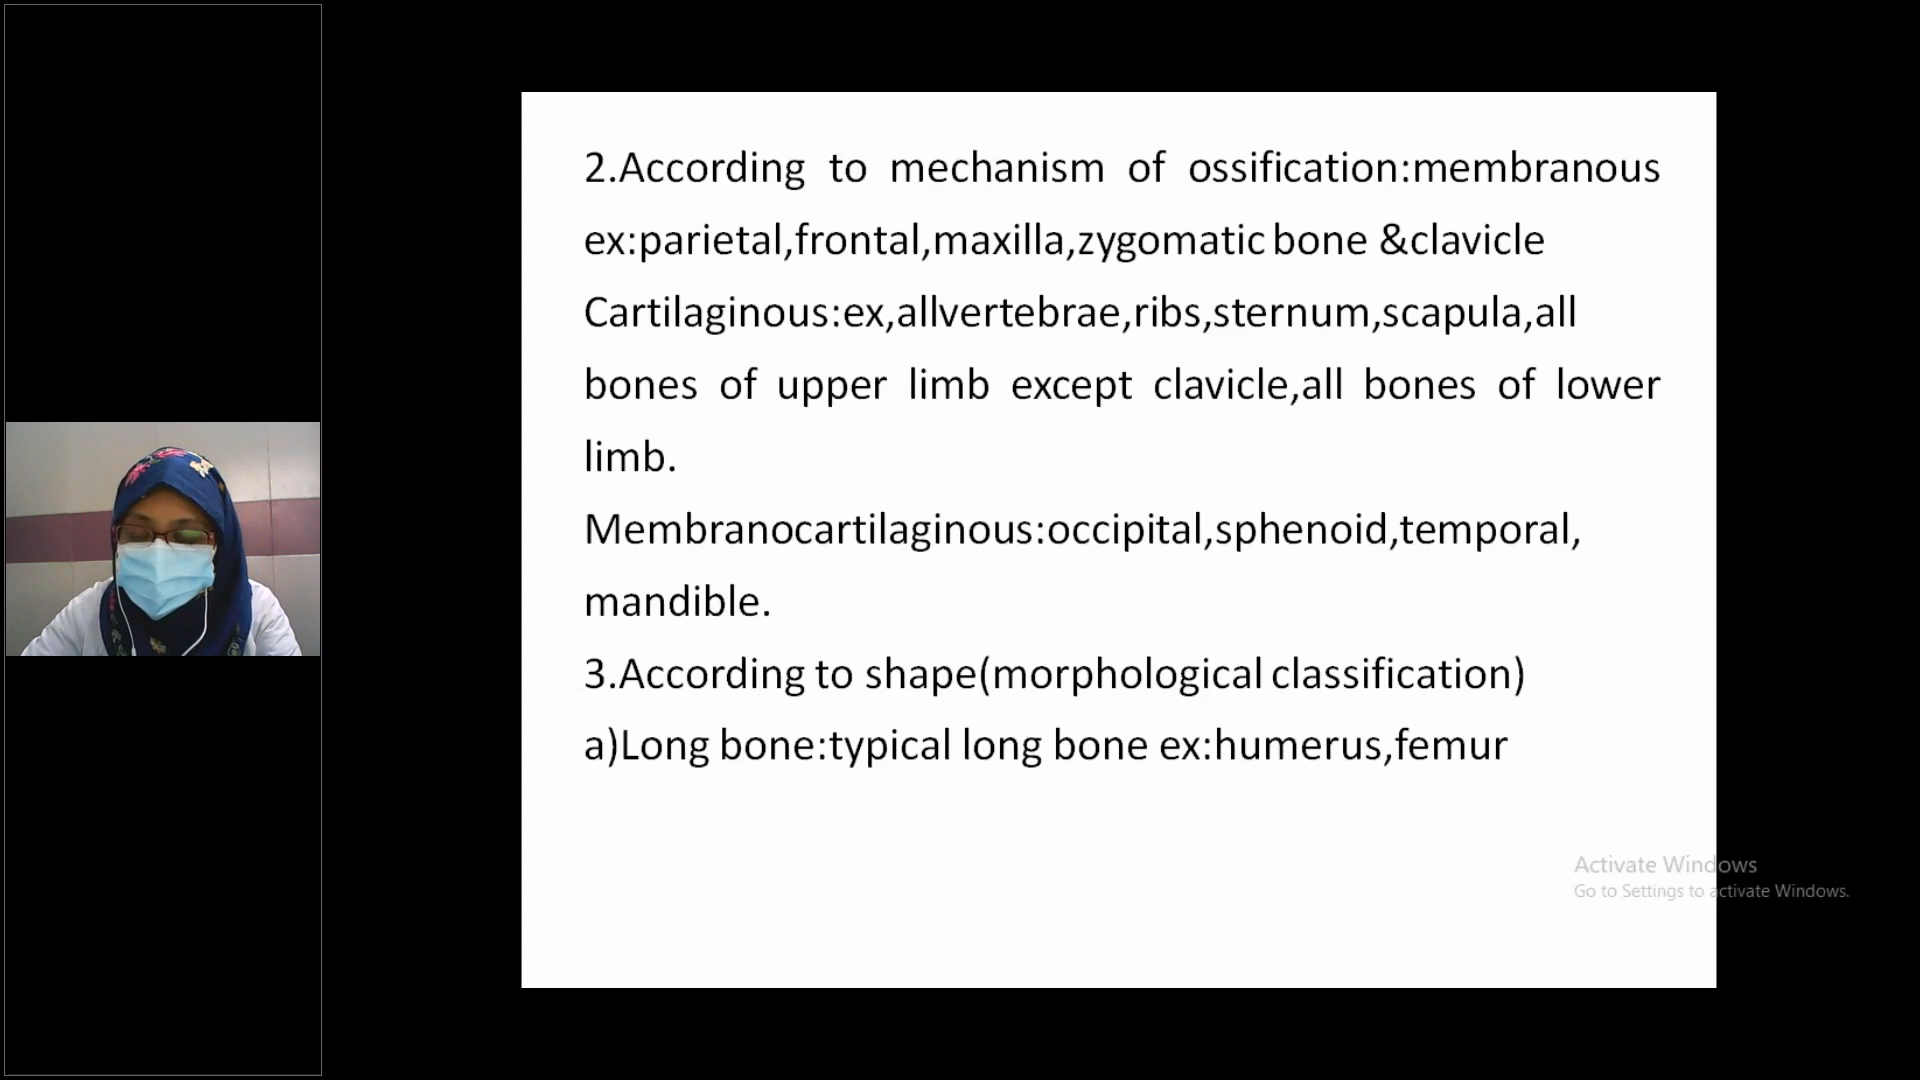 2.According to mechanism of ossification:membranous
ex:parietal,frontal,maxilla,zygomatic bone &clavicle
Cartilaginous:ex,allvertebrae,ribs,sternum,scapula,all
bones of upper limb except clavicle,all bones of lower
limb.
Membranocartilaginous:occipital,sphenoid,temporal,
mandible.
3.According to shape(morphological classification)
a)Long bone:typical long bone ex:humerus,femur
Activate Windows
Go to Settings to activate Windows.